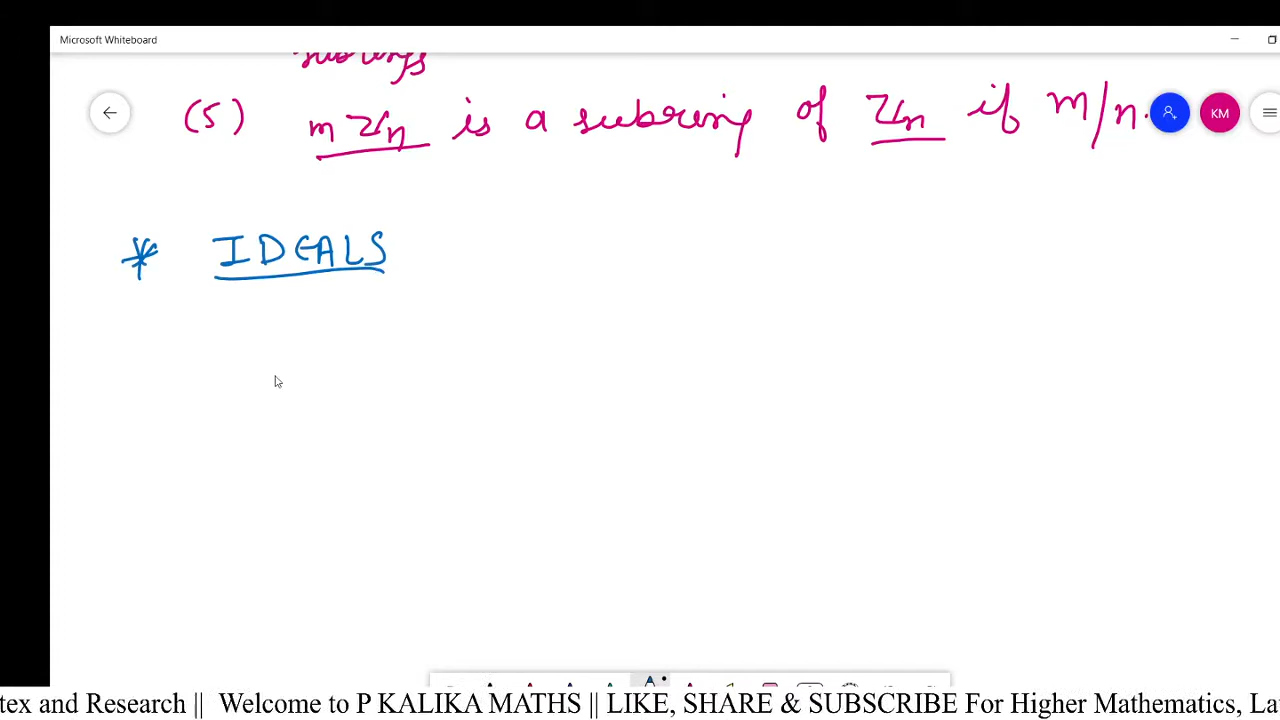 Microsoft Whiteboard
subrings
(5) mℤn is a subring of ℤn if m/n.
KM
* IDEALS
tex and Research || Welcome to P KALIKA MATHS || LIKE, SHARE & SUBSCRIBE For Higher Mathematics, La